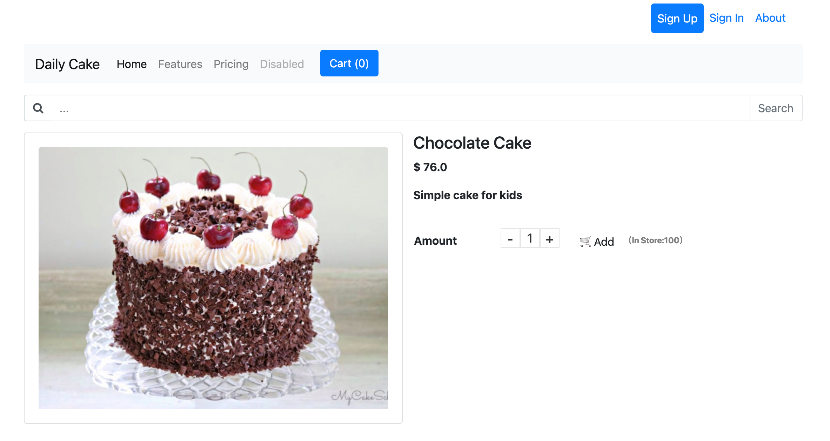 Sign Up Sign In About
Daily Cake Home Features Pricing Disabled Cart (0)
... Search
Chocolate Cake
$ 76.0
Simple cake for kids
Amount - 1 + Add (In Store:100)
MyCakeSc